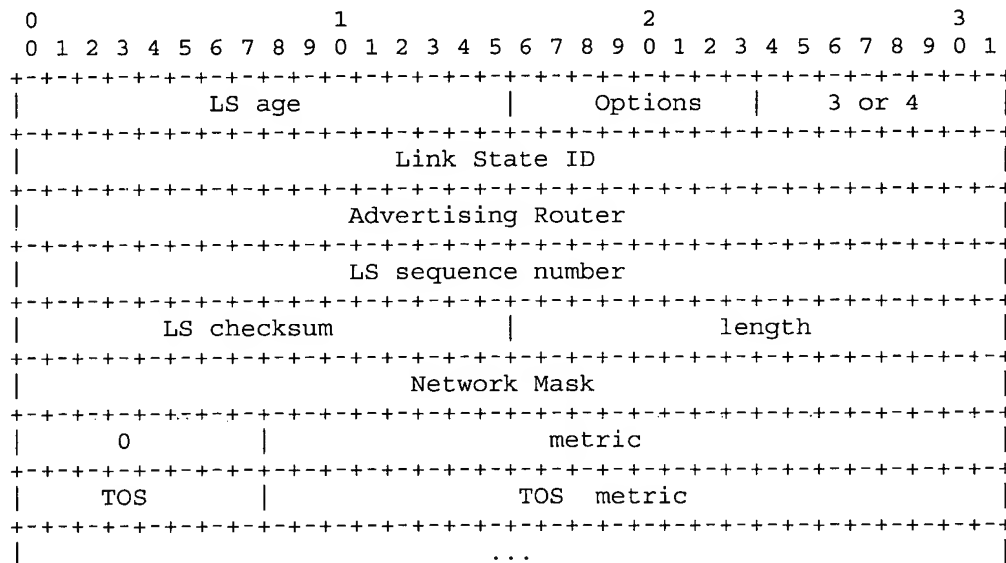 0                   1                   2                   3
0 1 2 3 4 5 6 7 8 9 0 1 2 3 4 5 6 7 8 9 0 1 2 3 4 5 6 7 8 9 0 1
+-+-+-+-+-+-+-+-+-+-+-+-+-+-+-+-+-+-+-+-+-+-+-+-+-+-+-+-+-+-+-+-+
| LS age | Options | 3 or 4 |
+-+-+-+-+-+-+-+-+-+-+-+-+-+-+-+-+-+-+-+-+-+-+-+-+-+-+-+-+-+-+-+-+
| Link State ID |
+-+-+-+-+-+-+-+-+-+-+-+-+-+-+-+-+-+-+-+-+-+-+-+-+-+-+-+-+-+-+-+-+
| Advertising Router |
+-+-+-+-+-+-+-+-+-+-+-+-+-+-+-+-+-+-+-+-+-+-+-+-+-+-+-+-+-+-+-+-+
| LS sequence number |
+-+-+-+-+-+-+-+-+-+-+-+-+-+-+-+-+-+-+-+-+-+-+-+-+-+-+-+-+-+-+-+-+
| LS checksum | length |
+-+-+-+-+-+-+-+-+-+-+-+-+-+-+-+-+-+-+-+-+-+-+-+-+-+-+-+-+-+-+-+-+
| Network Mask |
+-+-+-+-+-+-+-+-+-+-+-+-+-+-+-+-+-+-+-+-+-+-+-+-+-+-+-+-+-+-+-+-+
| 0 | metric |
+-+-+-+-+-+-+-+-+-+-+-+-+-+-+-+-+-+-+-+-+-+-+-+-+-+-+-+-+-+-+-+-+
| TOS | TOS metric |
+-+-+-+-+-+-+-+-+-+-+-+-+-+-+-+-+-+-+-+-+-+-+-+-+-+-+-+-+-+-+-+-+
| ... |